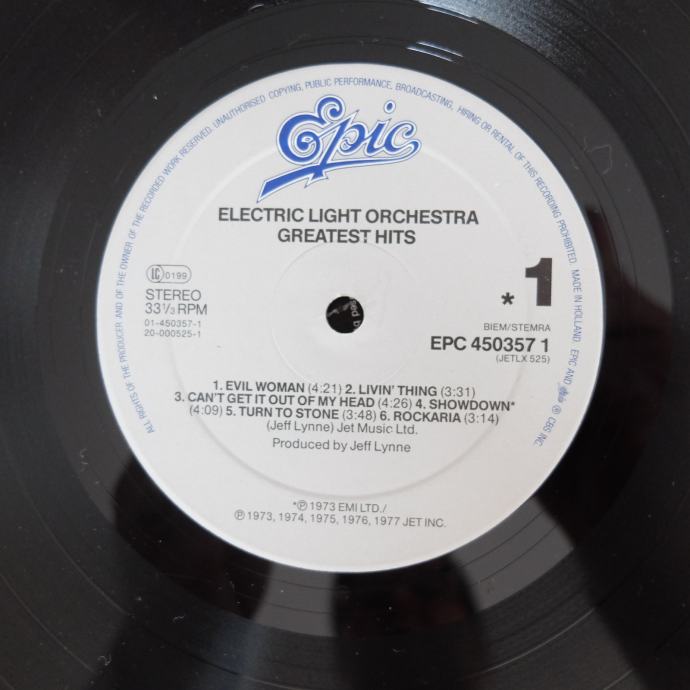 ALL RIGHTS OF THE PRODUCER AND OF THE OWNER OF THE RECORDED WORK RESERVED. UNAUTHORISED COPYING, PUBLIC PERFORMANCE, BROADCASTING, HIRING OR RENTAL OF THIS RECORDING PROHIBITED. MADE IN HOLLAND. EPIC AND Epic ℗ CBS INC.
Epic
ELECTRIC LIGHT ORCHESTRA
GREATEST HITS
LC 0199
STEREO
33⅓ RPM
01-450357-1
20-000525-1
* 1
BIEM/STEMRA
EPC 450357 1
(JETLX 525)
1. EVIL WOMAN (4:21) 2. LIVIN' THING (3:31)
3. CAN'T GET IT OUT OF MY HEAD (4:26) 4. SHOWDOWN*
(4:09) 5. TURN TO STONE (3:48) 6. ROCKARIA (3:14)
(Jeff Lynne) Jet Music Ltd.
Produced by Jeff Lynne
*℗ 1973 EMI LTD./
℗ 1973, 1974, 1975, 1976, 1977 JET INC.